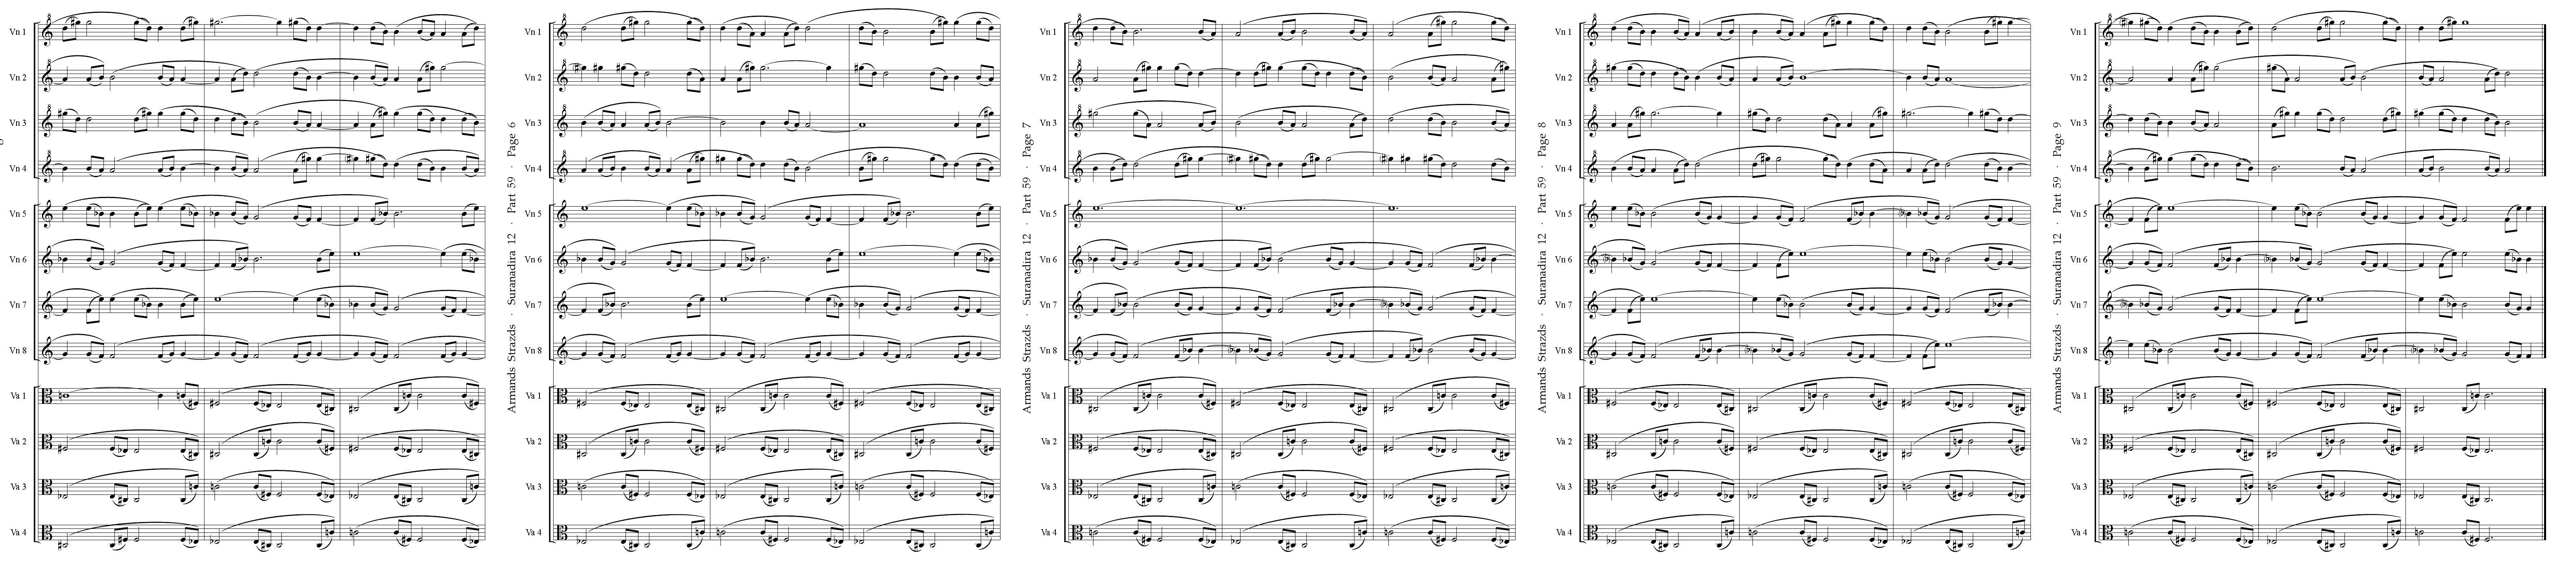 Vn 1
Vn 2
Vn 3
Vn 4
Vn 5
Vn 6
Vn 7
Vn 8
Va 1
Va 2
Va 3
Va 4
Armands Strazds · Suranadira 12 · Part 59 · Page 6
Vn 1
Vn 2
Vn 3
Vn 4
Vn 5
Vn 6
Vn 7
Vn 8
Va 1
Va 2
Va 3
Va 4
Armands Strazds · Suranadira 12 · Part 59 · Page 7
Vn 1
Vn 2
Vn 3
Vn 4
Vn 5
Vn 6
Vn 7
Vn 8
Va 1
Va 2
Va 3
Va 4
Armands Strazds · Suranadira 12 · Part 59 · Page 8
Vn 1
Vn 2
Vn 3
Vn 4
Vn 5
Vn 6
Vn 7
Vn 8
Va 1
Va 2
Va 3
Va 4
Armands Strazds · Suranadira 12 · Part 59 · Page 9
Vn 1
Vn 2
Vn 3
Vn 4
Vn 5
Vn 6
Vn 7
Vn 8
Va 1
Va 2
Va 3
Va 4